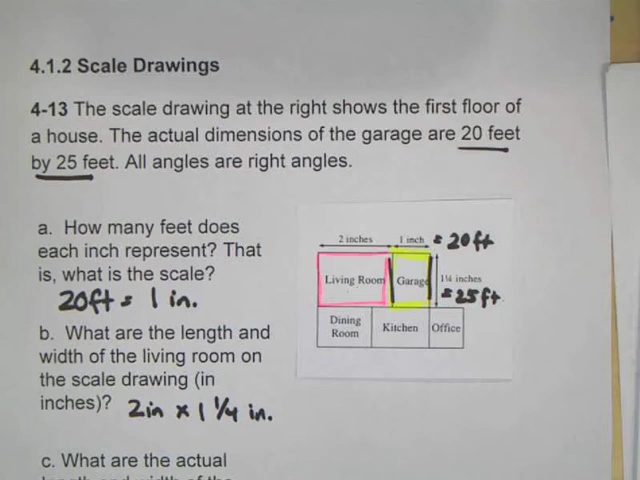 4.1.2 Scale Drawings
4-13 The scale drawing at the right shows the first floor of
a house. The actual dimensions of the garage are 20 feet
by 25 feet. All angles are right angles.
a. How many feet does
each inch represent? That
is, what is the scale?
20ft = 1 in.
b. What are the length and
width of the living room on
the scale drawing (in
inches)? 2in x 1 1/4 in.
c. What are the actual
2 inches 1 inch = 20ft
Living Room Garage 1¼ inches
= 25ft
Dining
Room Kitchen Office